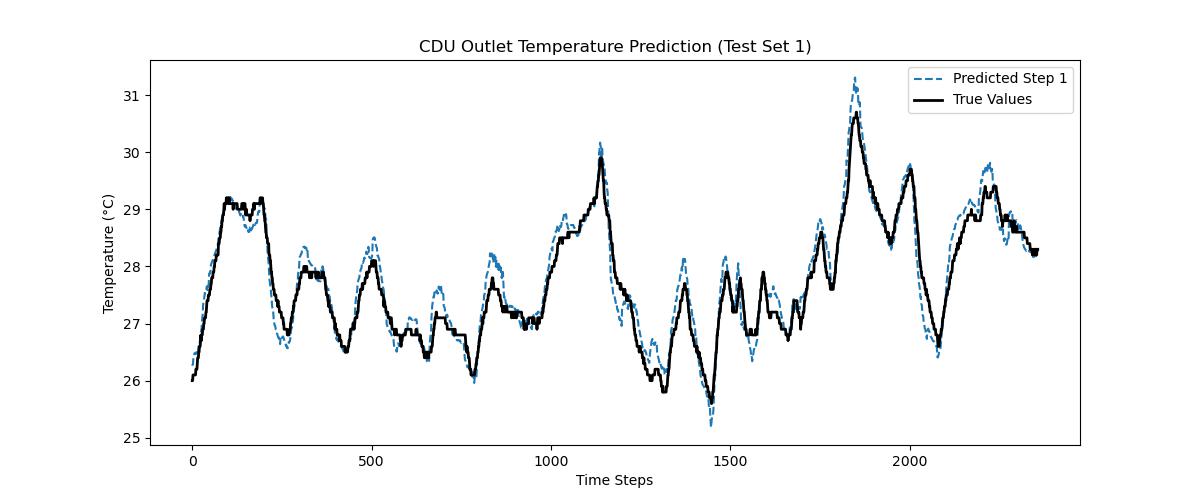 CDU Outlet Temperature Prediction (Test Set 1)
Predicted Step 1
True Values
Temperature (°C)
31
30
29
28
27
26
25
0
500
1000
1500
2000
Time Steps